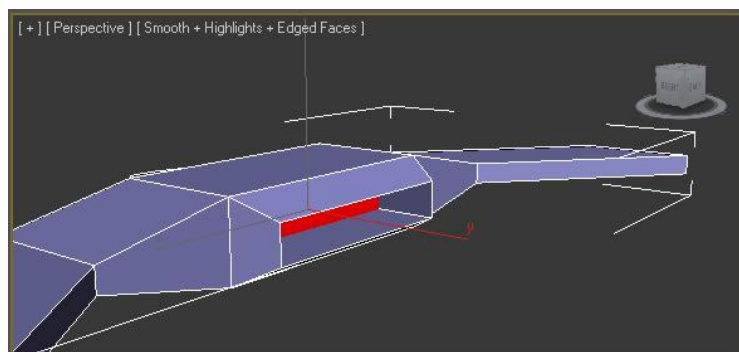 [ + ] [ Perspective ] [ Smooth + Highlights + Edged Faces ]
y